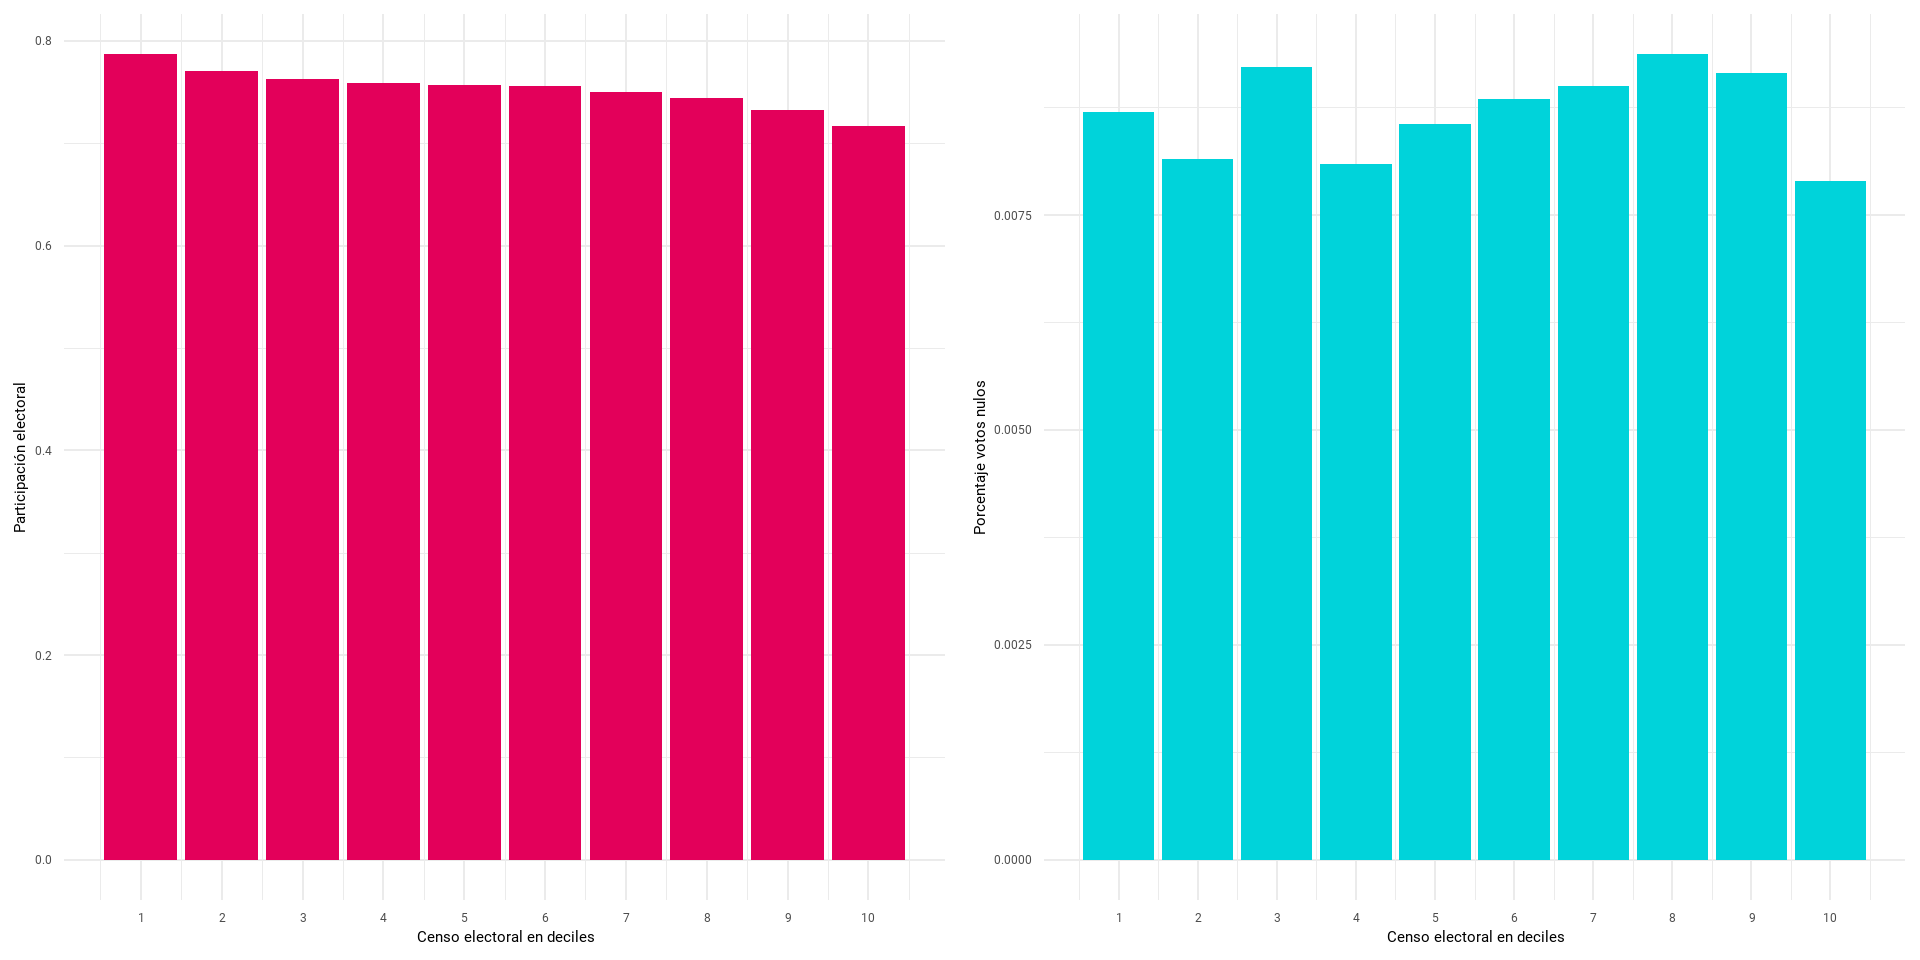 Participación electoral
0.8
0.6
0.4
0.2
0.0
1 2 3 4 5 6 7 8 9 10
Censo electoral en deciles
Porcentaje votos nulos
0.0075
0.0050
0.0025
0.0000
1 2 3 4 5 6 7 8 9 10
Censo electoral en deciles